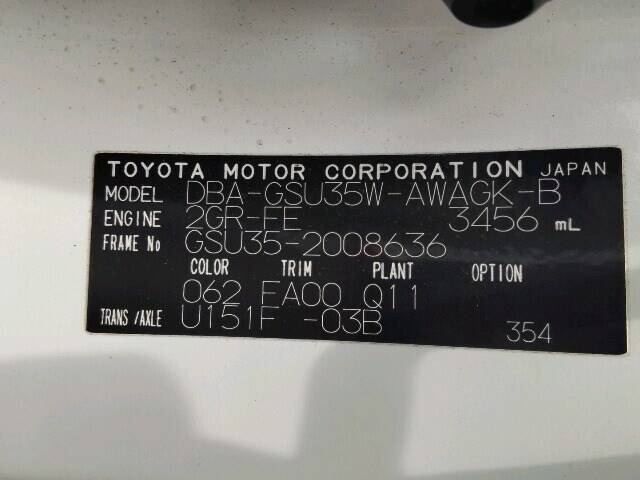 TOYOTA MOTOR CORPORATION JAPAN
MODEL DBA-GSU35W-AWAGK-B
ENGINE 2GR-FE 3456 mL
FRAME No GSU35-2008636
COLOR TRIM PLANT OPTION
062 FA00 Q11
TRANS/AXLE U151F -03B 354